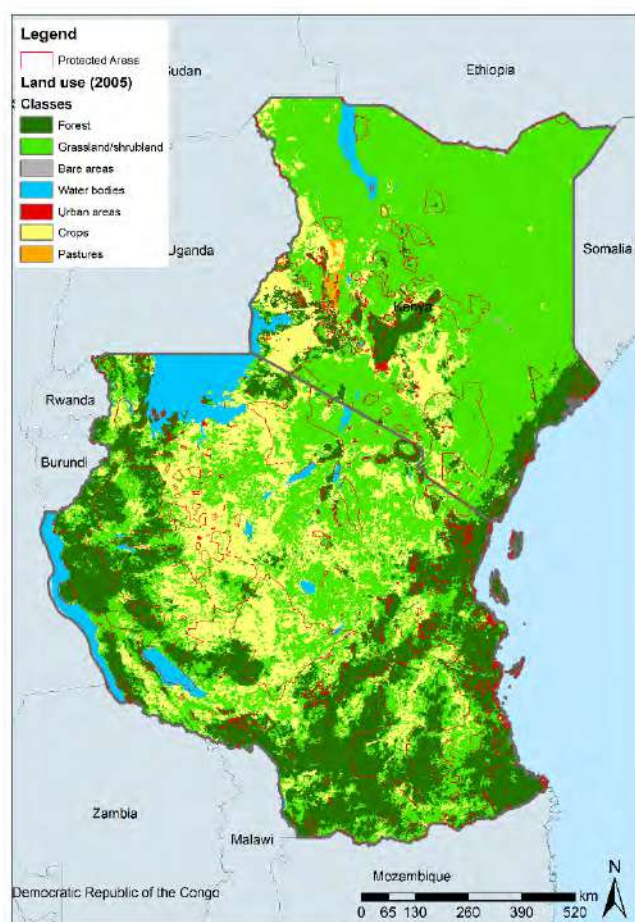 Legend
Protected Areas
Land use (2005)
Classes
Forest
Grassland/shrubland
Bare areas
Water bodies
Urban areas
Crops
Pastures
Sudan
Ethiopia
Uganda
Somalia
Kenya
Rwanda
Burundi
Zambia
Malawi
Mozambique
Democratic Republic of the Congo
N
km
0 65 130 260 390 520